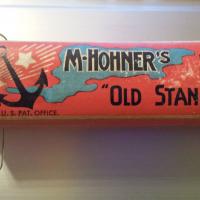 M-HOHNER'S
"OLD STAN
U.S. PAT. OFFICE.